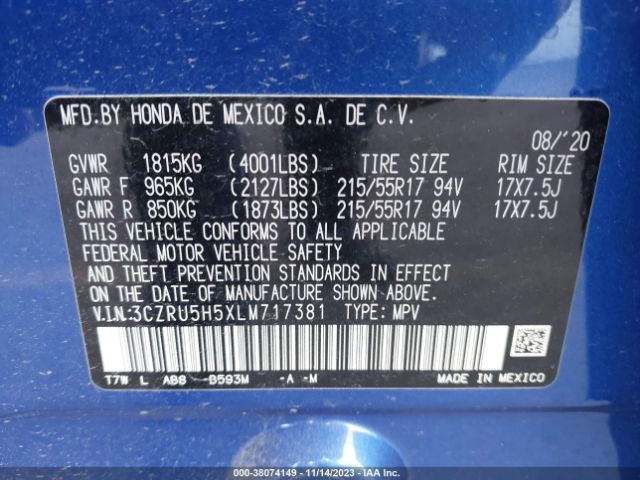 MFD.BY HONDA DE MEXICO S.A. DE C.V.
08/'20
GVWR 1815KG (4001LBS) TIRE SIZE RIM SIZE
GAWR F 965KG (2127LBS) 215/55R17 94V 17X7.5J
GAWR R 850KG (1873LBS) 215/55R17 94V 17X7.5J
THIS VEHICLE CONFORMS TO ALL APPLICABLE
FEDERAL MOTOR VEHICLE SAFETY
AND THEFT PREVENTION STANDARDS IN EFFECT
ON THE DATE OF MANUFACTURE SHOWN ABOVE.
V.I.N:3CZRU5H5XLM717381 TYPE: MPV
T7W L AB8 -B593M -A -M MADE IN MEXICO
000 - 38074149 - 11/14/2023 - IAA Inc.